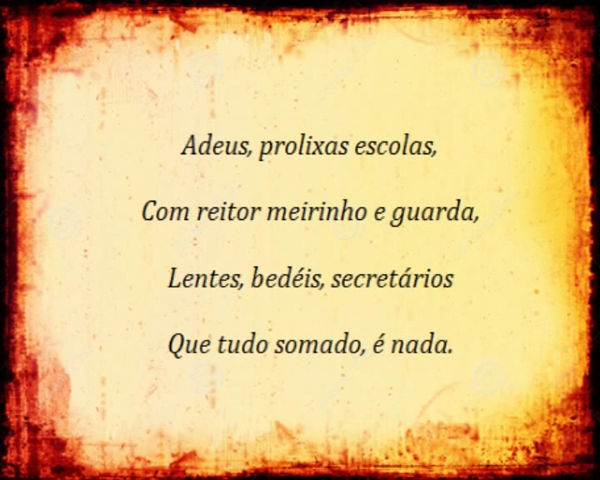 Adeus, prolixas escolas,
Com reitor meirinho e guarda,
Lentes, bedéis, secretários
Que tudo somado, é nada.